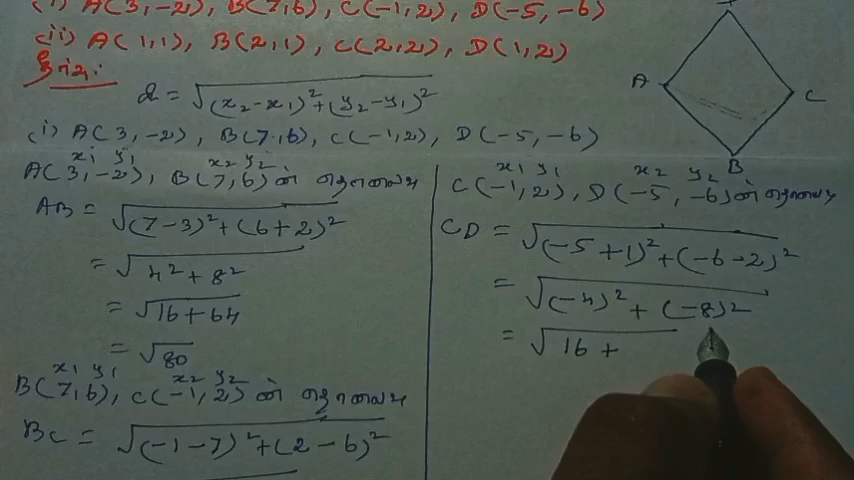 (i) A(3,-2), B(7,6), C(-1,2), D(-5,-6)
(ii) A(1,1), B(2,1), C(2,2), D(1,2)
தீர்வு:
d = √(x₂-x₁)²+(y₂-y₁)²
(i) A(3,-2), B(7,6), C(-1,2), D(-5,-6)
x₁ y₁ x₂ y₂
A(3,-2), B(7,6) ன் தொலைவு
AB = √(7-3)²+(6+2)²
= √4²+8²
= √16+64
= √80
x₁ y₁ x₂ y₂
B(7,6), C(-1,2) ன் தொலைவு
BC = √(-1-7)²+(2-6)²
x₁ y₁ x₂ y₂
C(-1,2), D(-5,-6) ன் தொலைவு
CD = √(-5+1)²+(-6-2)²
= √(-4)²+(-8)²
= √16+
A
C
B